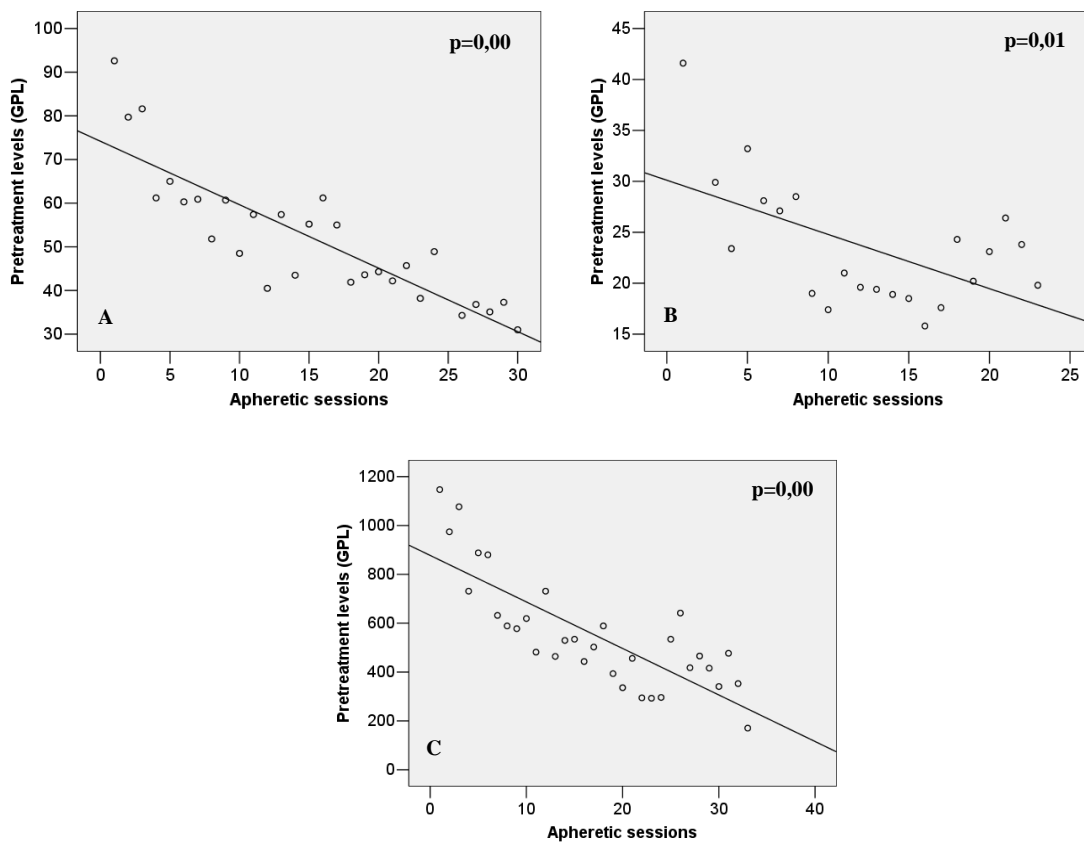 p=0,00
100
90
80
70
60
50
40
30
Pretreatment levels (GPL)
A
0 5 10 15 20 25 30
Apheretic sessions
p=0,01
45
40
35
30
25
20
15
Pretreatment levels (GPL)
B
0 5 10 15 20 25
Apheretic sessions
p=0,00
1200
1000
800
600
400
200
0
Pretreatment levels (GPL)
C
0 10 20 30 40
Apheretic sessions